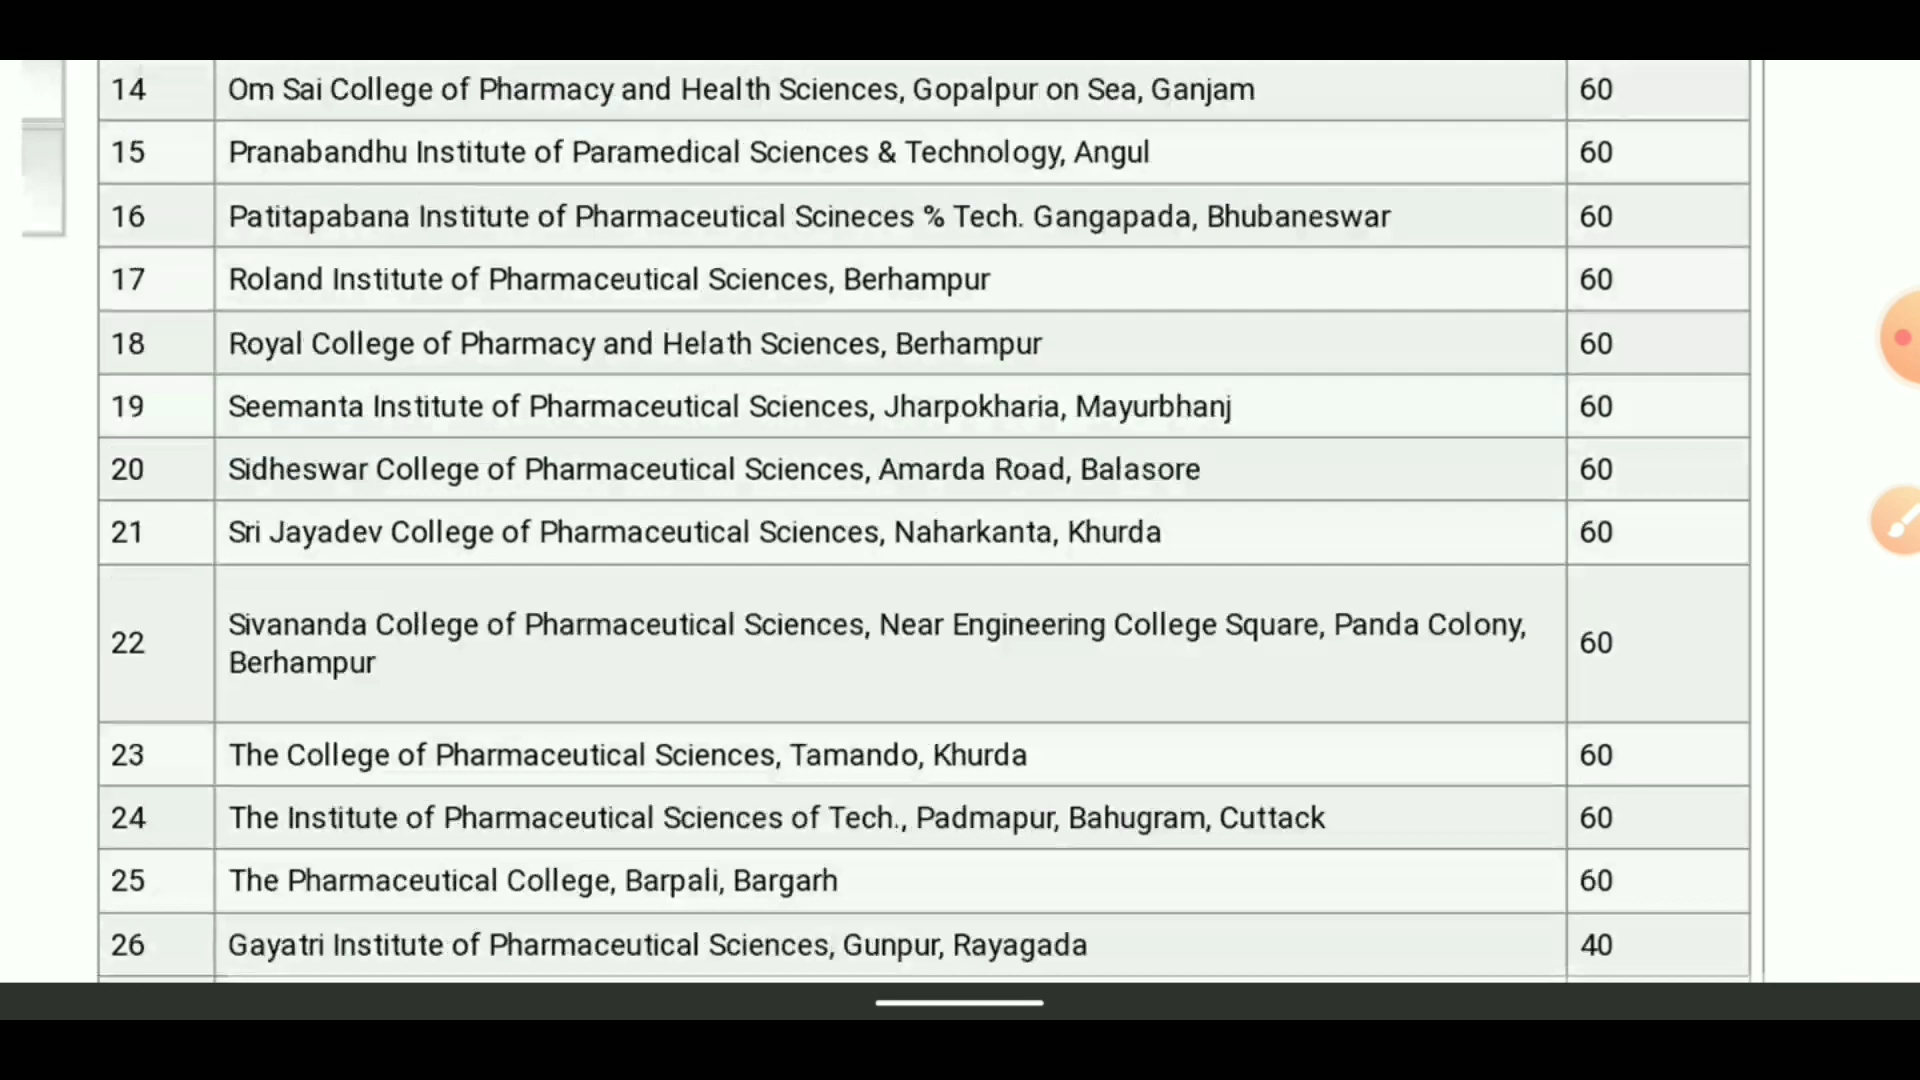 14 Om Sai College of Pharmacy and Health Sciences, Gopalpur on Sea, Ganjam 60
15 Pranabandhu Institute of Paramedical Sciences & Technology, Angul 60
16 Patitapabana Institute of Pharmaceutical Scineces % Tech. Gangapada, Bhubaneswar 60
17 Roland Institute of Pharmaceutical Sciences, Berhampur 60
18 Royal College of Pharmacy and Helath Sciences, Berhampur 60
19 Seemanta Institute of Pharmaceutical Sciences, Jharpokharia, Mayurbhanj 60
20 Sidheswar College of Pharmaceutical Sciences, Amarda Road, Balasore 60
21 Sri Jayadev College of Pharmaceutical Sciences, Naharkanta, Khurda 60
22 Sivananda College of Pharmaceutical Sciences, Near Engineering College Square, Panda Colony, 60
Berhampur
23 The College of Pharmaceutical Sciences, Tamando, Khurda 60
24 The Institute of Pharmaceutical Sciences of Tech., Padmapur, Bahugram, Cuttack 60
25 The Pharmaceutical College, Barpali, Bargarh 60
26 Gayatri Institute of Pharmaceutical Sciences, Gunpur, Rayagada 40